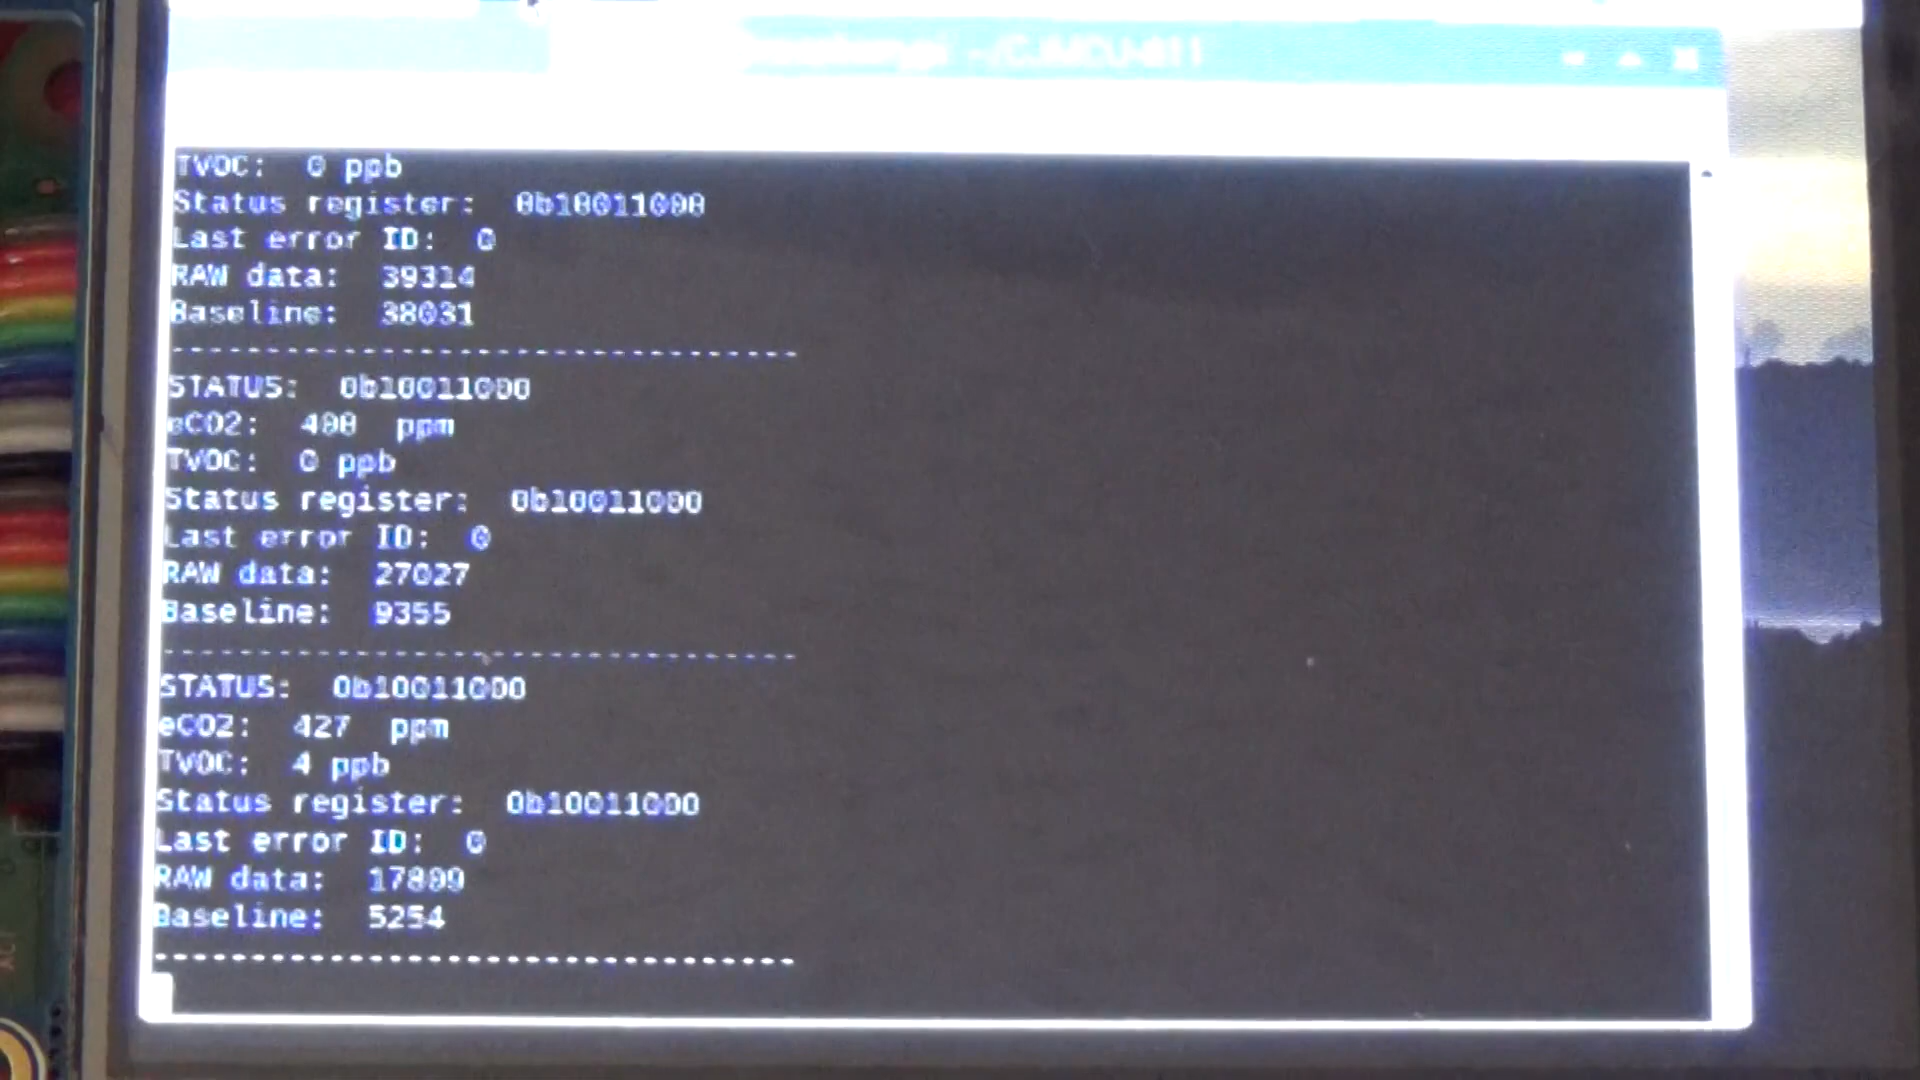 ~/CJMCU-811
TVOC:  0 ppb
Status register:  0b10011000
Last error ID:  0
RAW data:  39314
Baseline:  38031
----------------------------------
STATUS:  0b10011000
eCO2:  400  ppm
TVOC:  0 ppb
Status register:  0b10011000
Last error ID:  0
RAW data:  27027
Baseline:  9355
----------------------------------
STATUS:  0b10011000
eCO2:  427  ppm
TVOC:  4 ppb
Status register:  0b10011000
Last error ID:  0
RAW data:
Baseline:  5254
----------------------------------